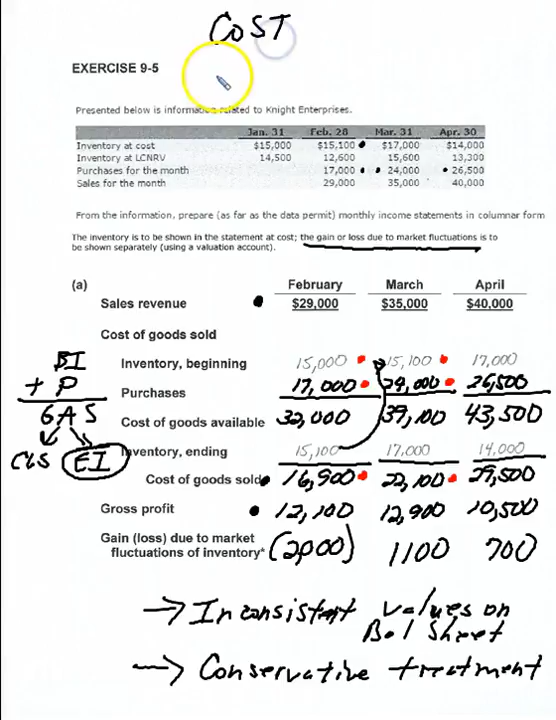 COST
EXERCISE 9-5
Presented below is information related to Knight Enterprises.
Jan. 31 Feb. 28 Mar. 31 Apr. 30
Inventory at cost $15,000 $15,100 $17,000 $14,000
Inventory at LCNRV 14,500 12,600 15,600 13,300
Purchases for the month 17,000 24,000 26,500
Sales for the month 29,000 35,000 40,000
From the information, prepare (as far as the data permit) monthly income statements in columnar form
The inventory is to be shown in the statement at cost; the gain or loss due to market fluctuations is to
be shown separately (using a valuation account).
(a) February March April
Sales revenue $29,000 $35,000 $40,000
Cost of goods sold
BI Inventory, beginning 15,000 15,100 17,000
+ P Purchases 17,000 24,000 26,500
GAS Cost of goods available 32,000 39,100 43,500
CGS EI Inventory, ending 15,100 17,000 14,000
Cost of goods sold 16,900 22,100 29,500
Gross profit 12,100 12,900 10,500
Gain (loss) due to market
fluctuations of inventory* (2,000) 1100 700
→ Inconsistent values on
Bal Sheet
→ Conservative treatment